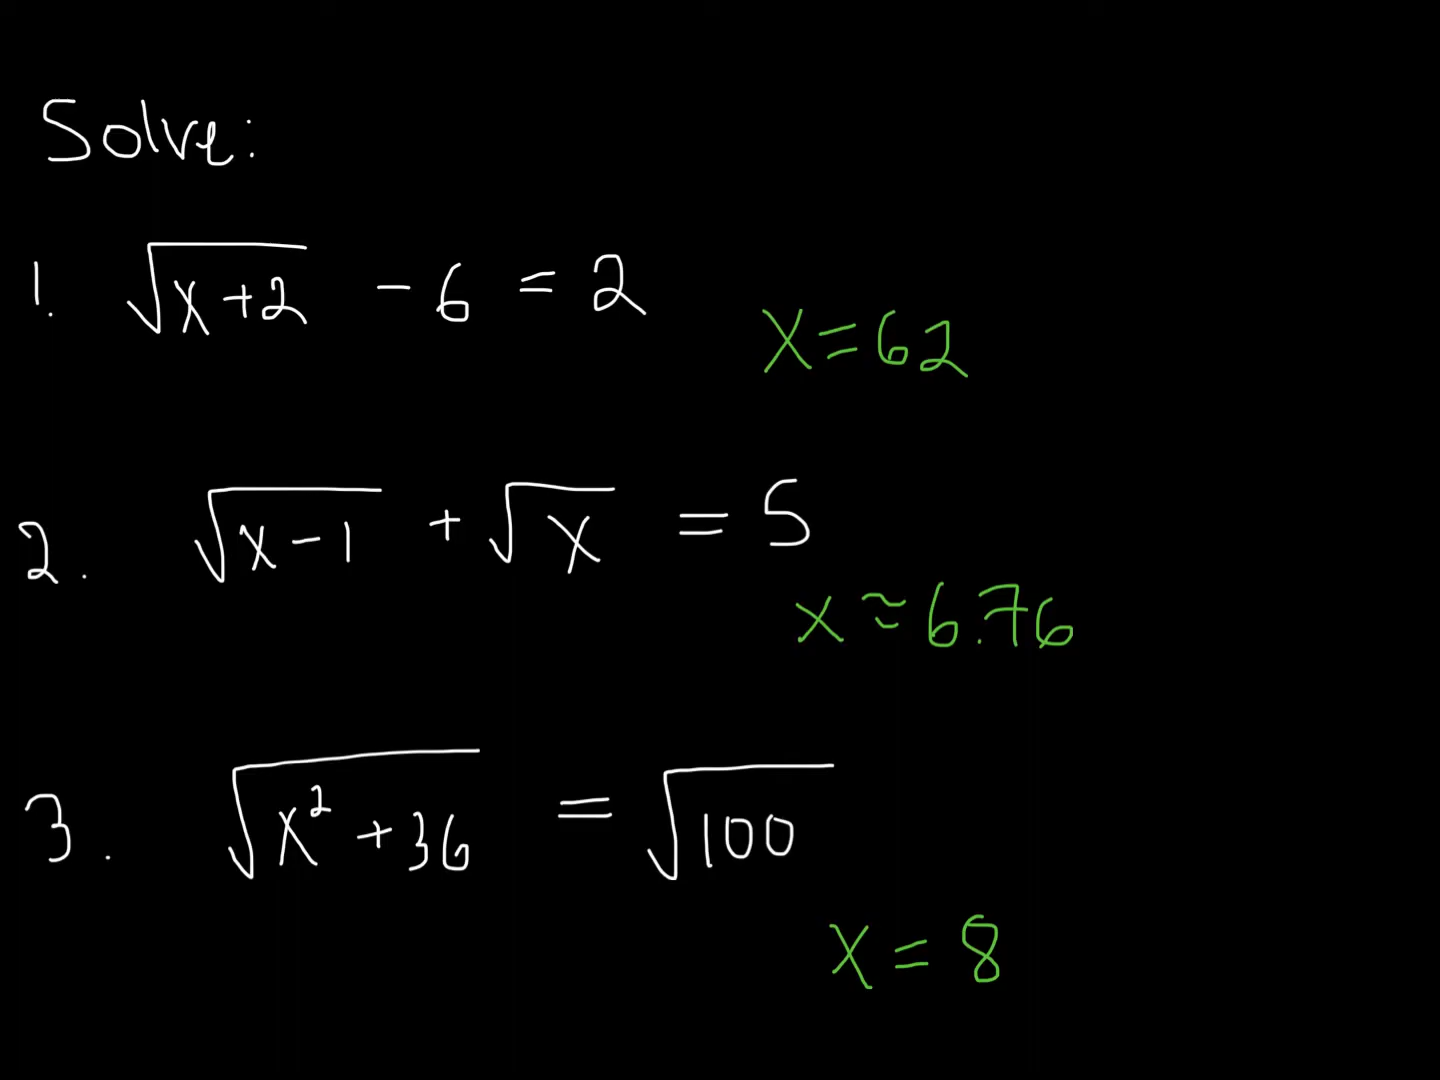 Solve:
1. √(x+2) - 6 = 2
x = 62
2. √(x-1) + √x = 5
x ≈ 6.76
3. √(x² + 36) = √100
x = 8